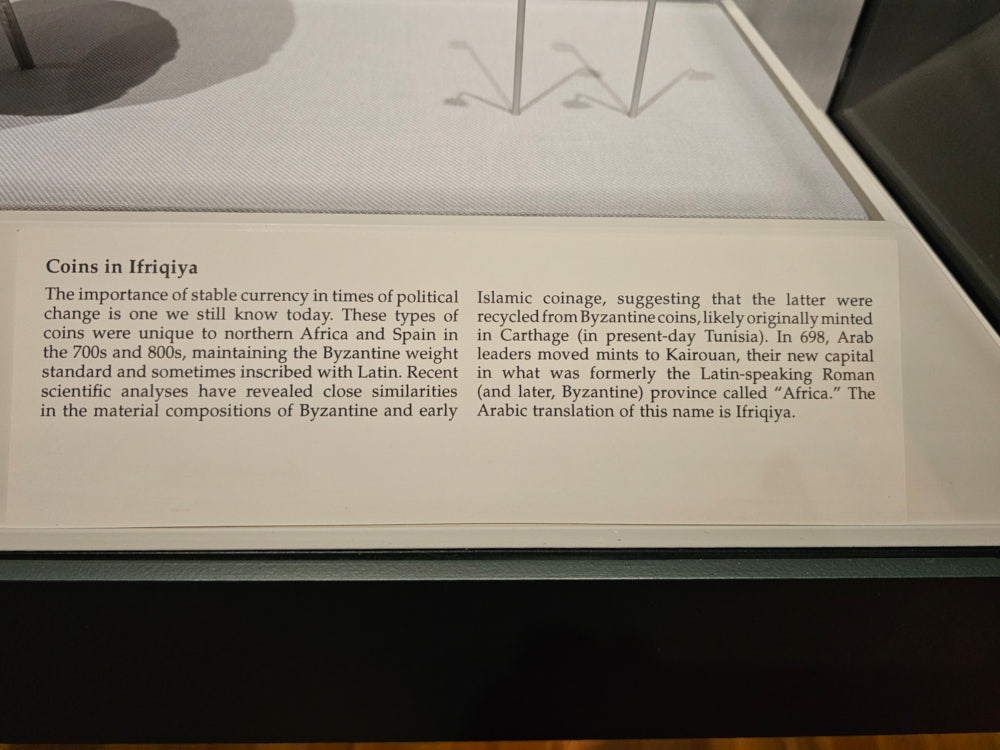 Coins in Ifriqiya
The importance of stable currency in times of political
change is one we still know today. These types of
coins were unique to northern Africa and Spain in
the 700s and 800s, maintaining the Byzantine weight
standard and sometimes inscribed with Latin. Recent
scientific analyses have revealed close similarities
in the material compositions of Byzantine and early
Islamic coinage, suggesting that the latter were
recycled from Byzantine coins, likely originally minted
in Carthage (in present-day Tunisia). In 698, Arab
leaders moved mints to Kairouan, their new capital
in what was formerly the Latin-speaking Roman
(and later, Byzantine) province called “Africa.” The
Arabic translation of this name is Ifriqiya.